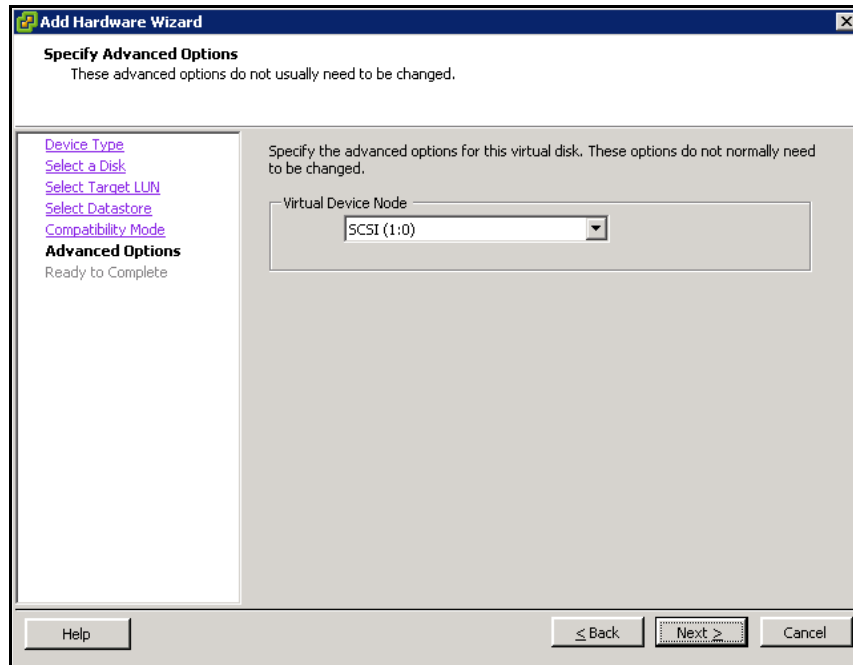 Add Hardware Wizard
Specify Advanced Options
These advanced options do not usually need to be changed.
Device Type
Select a Disk
Select Target LUN
Select Datastore
Compatibility Mode
Advanced Options
Ready to Complete
Specify the advanced options for this virtual disk. These options do not normally need
to be changed.
Virtual Device Node
SCSI (1:0)
Help
< Back
Next >
Cancel